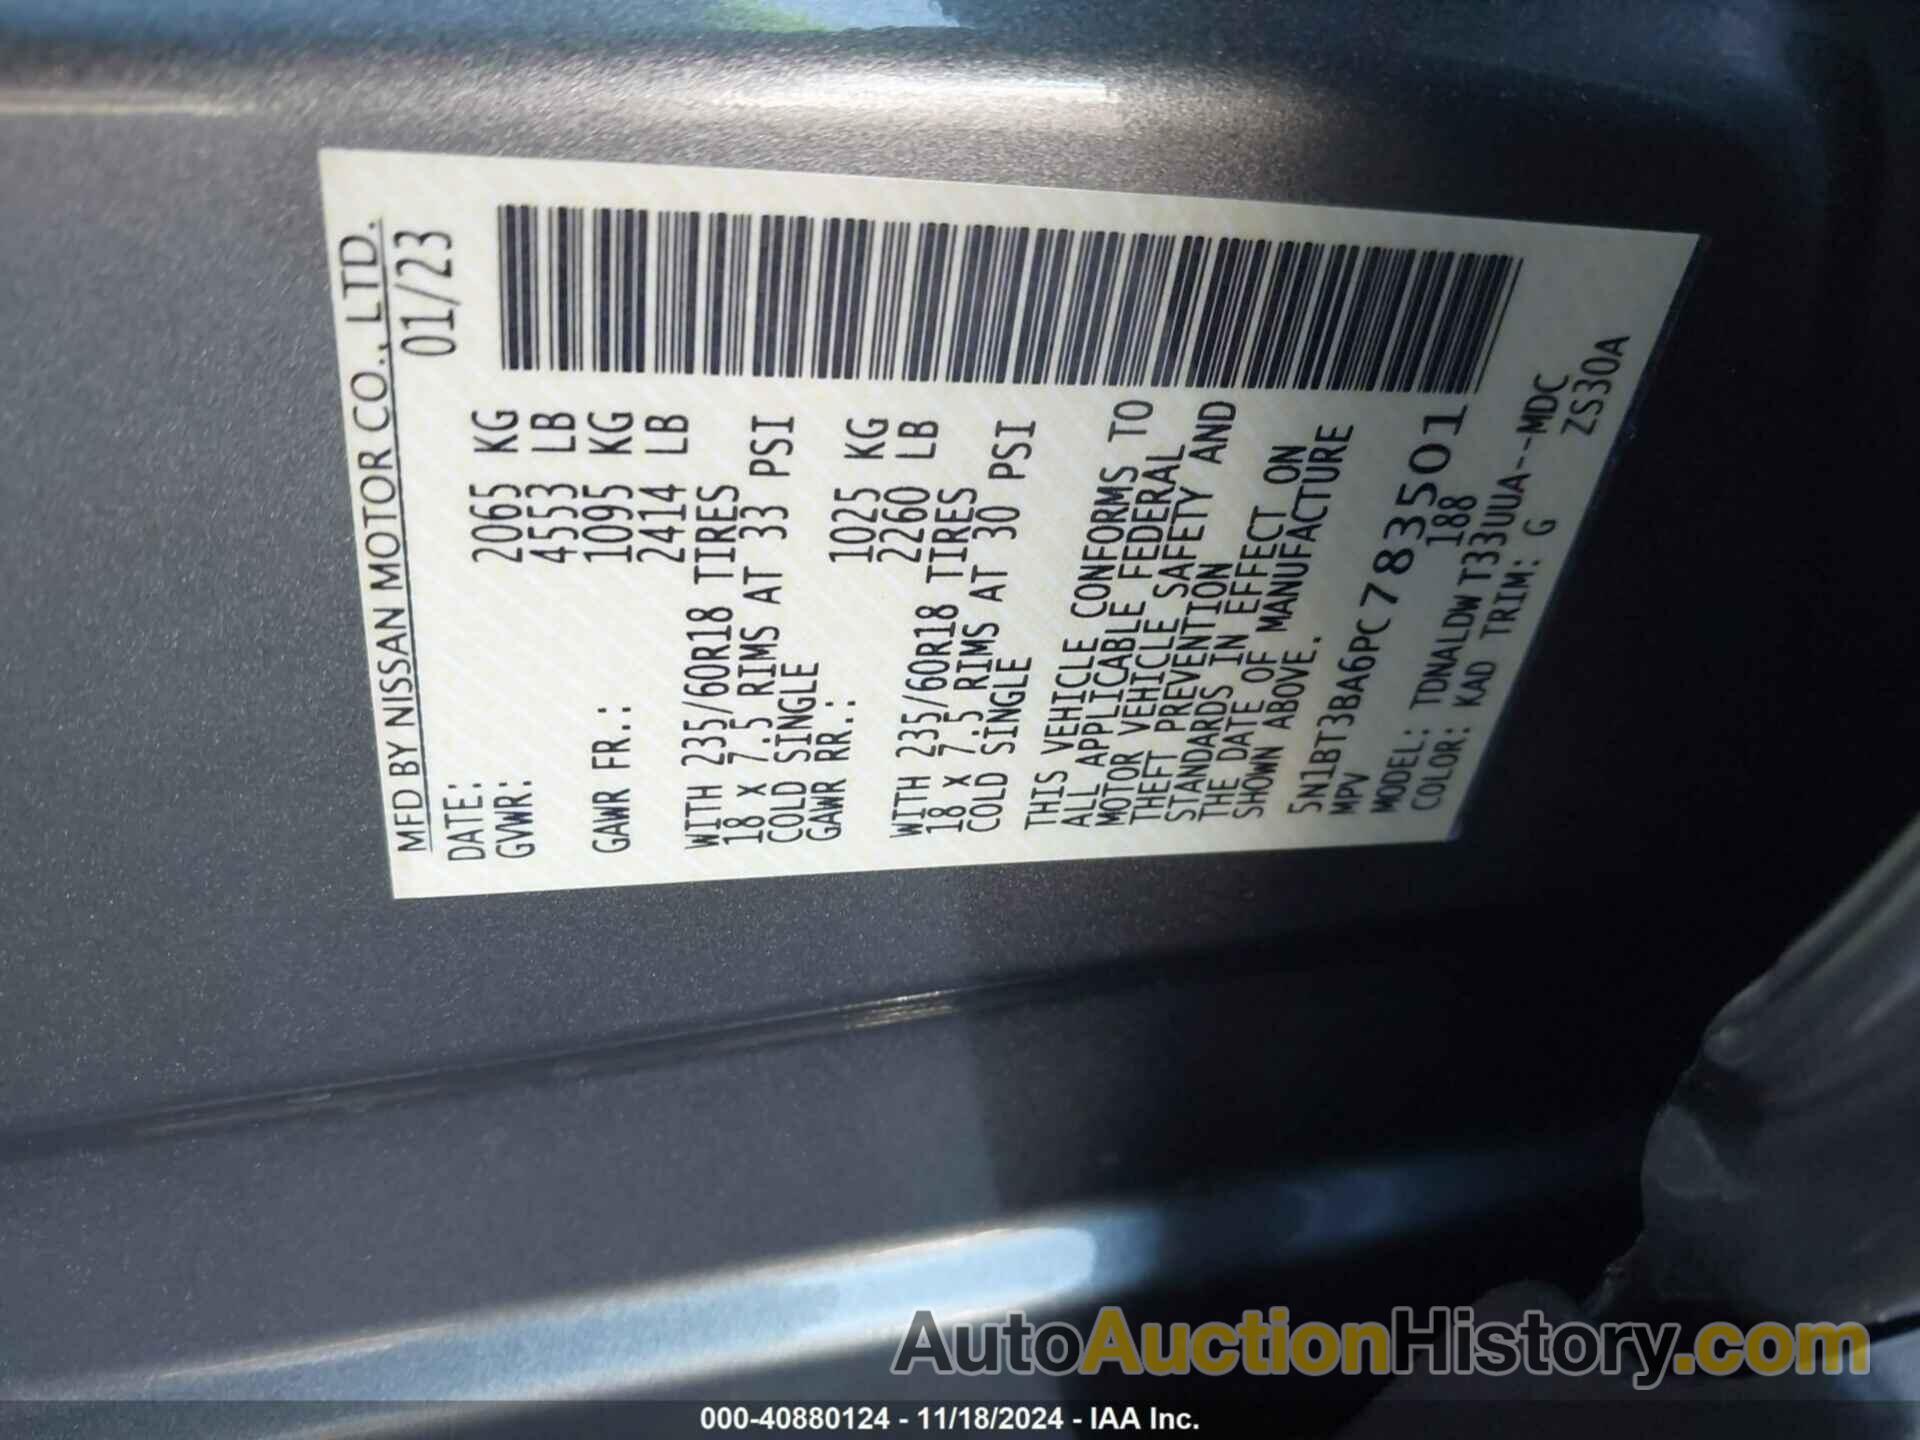 MFD BY NISSAN MOTOR CO., LTD.
DATE: 01/23
GVWR: 2065 KG
4553 LB
GAWR FR.: 1095 KG
2414 LB
WITH 235/60R18 TIRES
18 X 7.5 RIMS AT 33 PSI
COLD SINGLE
GAWR RR.: 1025 KG
2260 LB
WITH 235/60R18 TIRES
18 X 7.5 RIMS AT 30 PSI
COLD SINGLE
THIS VEHICLE CONFORMS TO
ALL APPLICABLE FEDERAL
MOTOR VEHICLE SAFETY AND
THEFT PREVENTION
STANDARDS IN EFFECT ON
THE DATE OF MANUFACTURE
SHOWN ABOVE.
5N1BT3BA6PC783501
MPV 188
MODEL: TDNALDW T33UUA--MDC
COLOR: KAD TRIM: G ZS30A
AutoAuctionHistory.com
000-40880124 - 11/18/2024 - IAA Inc.